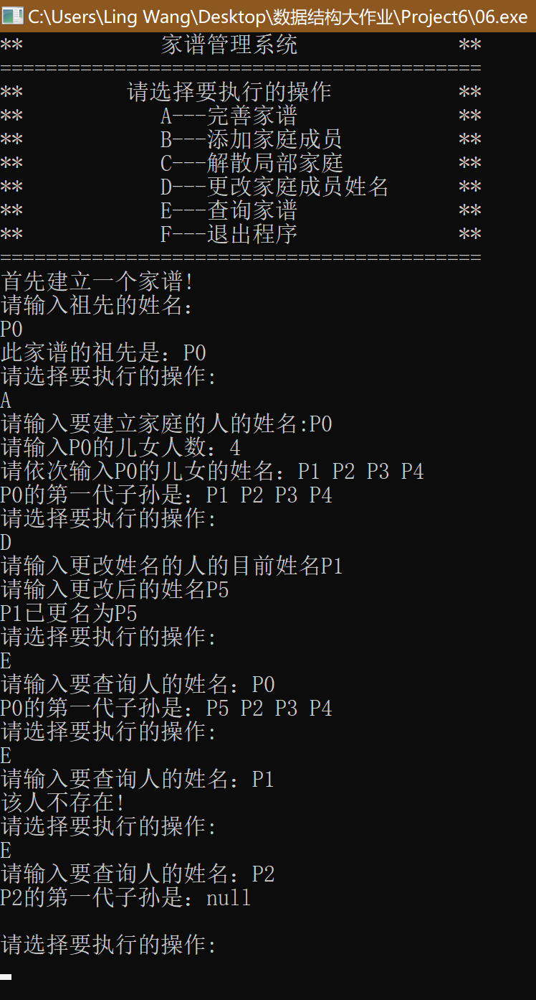 C:\Users\Ling Wang\Desktop\数据结构大作业\Project6\06.exe
** 家谱管理系统 **
==========================================
** 请选择要执行的操作 **
** A---完善家谱 **
** B---添加家庭成员 **
** C---解散局部家庭 **
** D---更改家庭成员姓名 **
** E---查询家谱 **
** F---退出程序 **
==========================================
首先建立一个家谱!
请输入祖先的姓名:
P0
此家谱的祖先是：P0
请选择要执行的操作:
A
请输入要建立家庭的人的姓名:P0
请输入P0的儿女人数：4
请依次输入P0的儿女的姓名：P1 P2 P3 P4
P0的第一代子孙是：P1 P2 P3 P4
请选择要执行的操作:
D
请输入更改姓名的人的目前姓名P1
请输入更改后的姓名P5
P1已更名为P5
请选择要执行的操作:
E
请输入要查询人的姓名：P0
P0的第一代子孙是：P5 P2 P3 P4
请选择要执行的操作:
E
请输入要查询人的姓名：P1
该人不存在!
请选择要执行的操作:
E
请输入要查询人的姓名：P2
P2的第一代子孙是：null
请选择要执行的操作: